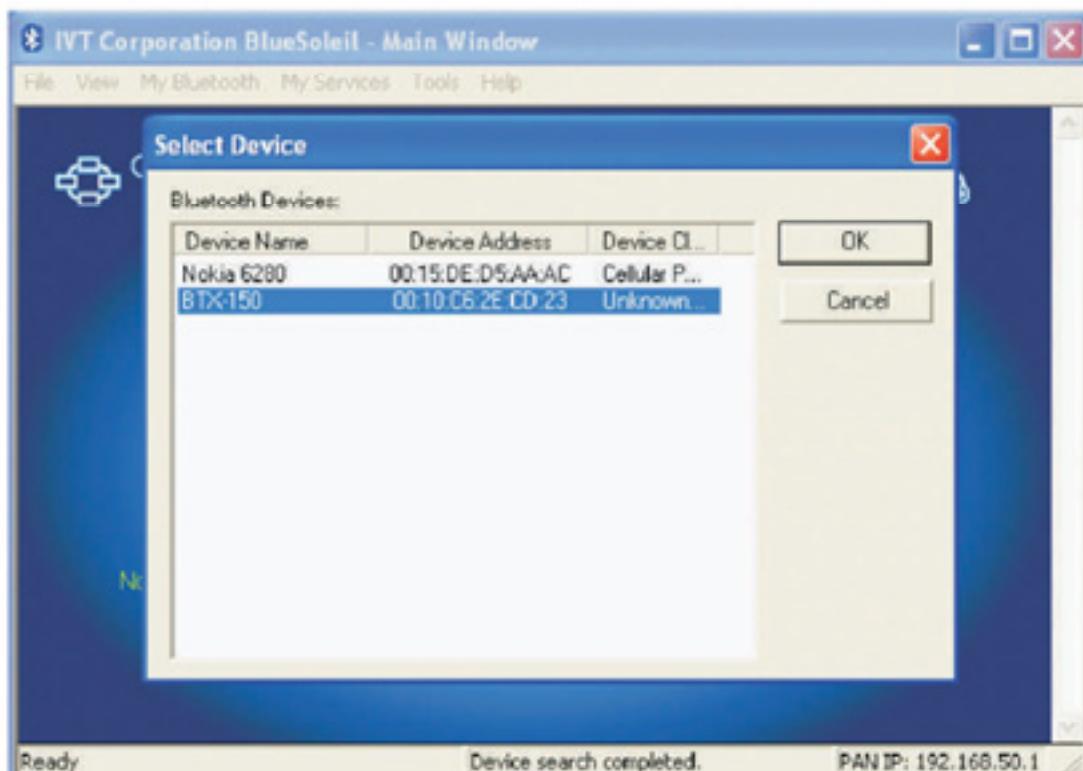 IVT Corporation BlueSoleil - Main Window
File View My Bluetooth My Services Tools Help
Select Device
Bluetooth Devices:
Device Name Device Address Device Cl...
Nokia 6280 00:15:DE:D5:AA:AC Cellular P...
BTX-150 00:10:C6:2E:CD:23 Unknown...
OK
Cancel
Ready Device search completed. PAN IP: 192.168.50.1